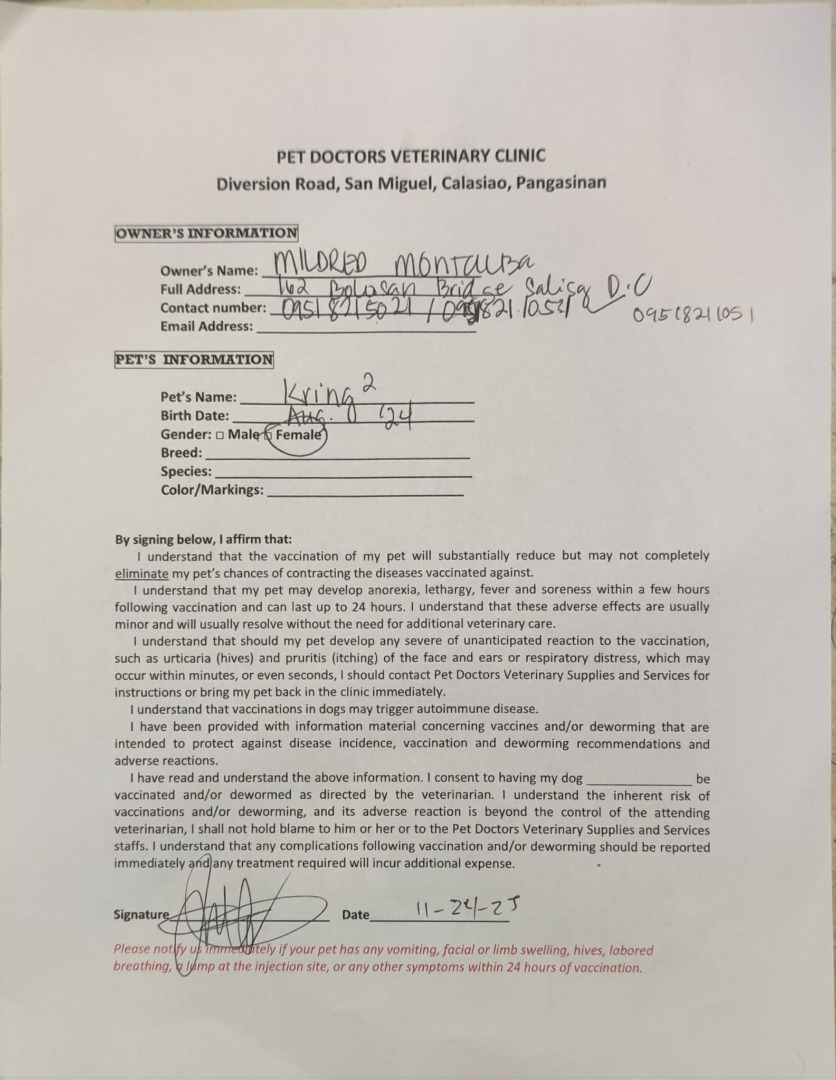 PET DOCTORS VETERINARY CLINIC
Diversion Road, San Miguel, Calasiao, Pangasinan
OWNER'S INFORMATION
Owner's Name: MILDRED MONTALBA
Full Address: 162 Bolosan Bridge Salisay D.C
Contact number: 0951 8215021 / 0951821.1051 09518211051
Email Address:
PET'S INFORMATION
Pet's Name: Kring 2
Birth Date: Aug. '24
Gender: □ Male □ Female
Breed:
Species:
Color/Markings:
By signing below, I affirm that:
I understand that the vaccination of my pet will substantially reduce but may not completely
eliminate my pet's chances of contracting the diseases vaccinated against.
I understand that my pet may develop anorexia, lethargy, fever and soreness within a few hours
following vaccination and can last up to 24 hours. I understand that these adverse effects are usually
minor and will usually resolve without the need for additional veterinary care.
I understand that should my pet develop any severe of unanticipated reaction to the vaccination,
such as urticaria (hives) and pruritis (itching) of the face and ears or respiratory distress, which may
occur within minutes, or even seconds, I should contact Pet Doctors Veterinary Supplies and Services for
instructions or bring my pet back in the clinic immediately.
I understand that vaccinations in dogs may trigger autoimmune disease.
I have been provided with information material concerning vaccines and/or deworming that are
intended to protect against disease incidence, vaccination and deworming recommendations and
adverse reactions.
I have read and understand the above information. I consent to having my dog be
vaccinated and/or dewormed as directed by the veterinarian. I understand the inherent risk of
vaccinations and/or deworming, and its adverse reaction is beyond the control of the attending
veterinarian, I shall not hold blame to him or her or to the Pet Doctors Veterinary Supplies and Services
staffs. I understand that any complications following vaccination and/or deworming should be reported
immediately and any treatment required will incur additional expense.
Signature Date 11-24-25
Please notify us immeditely if your pet has any vomiting, facial or limb swelling, hives, labored
breathing, a lump at the injection site, or any other symptoms within 24 hours of vaccination.